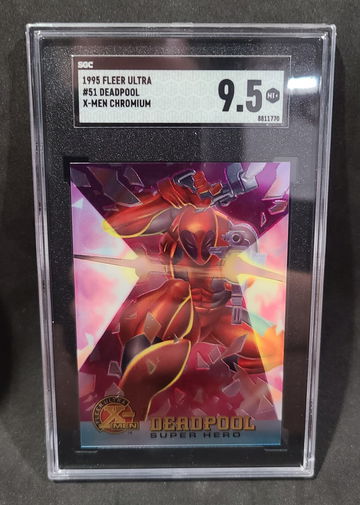 SGC
1995 FLEER ULTRA
#51 DEADPOOL
X-MEN CHROMIUM
9.5
MT+
8811770
FLEER ULTRA
X-MEN
DEADPOOL
SUPER HERO